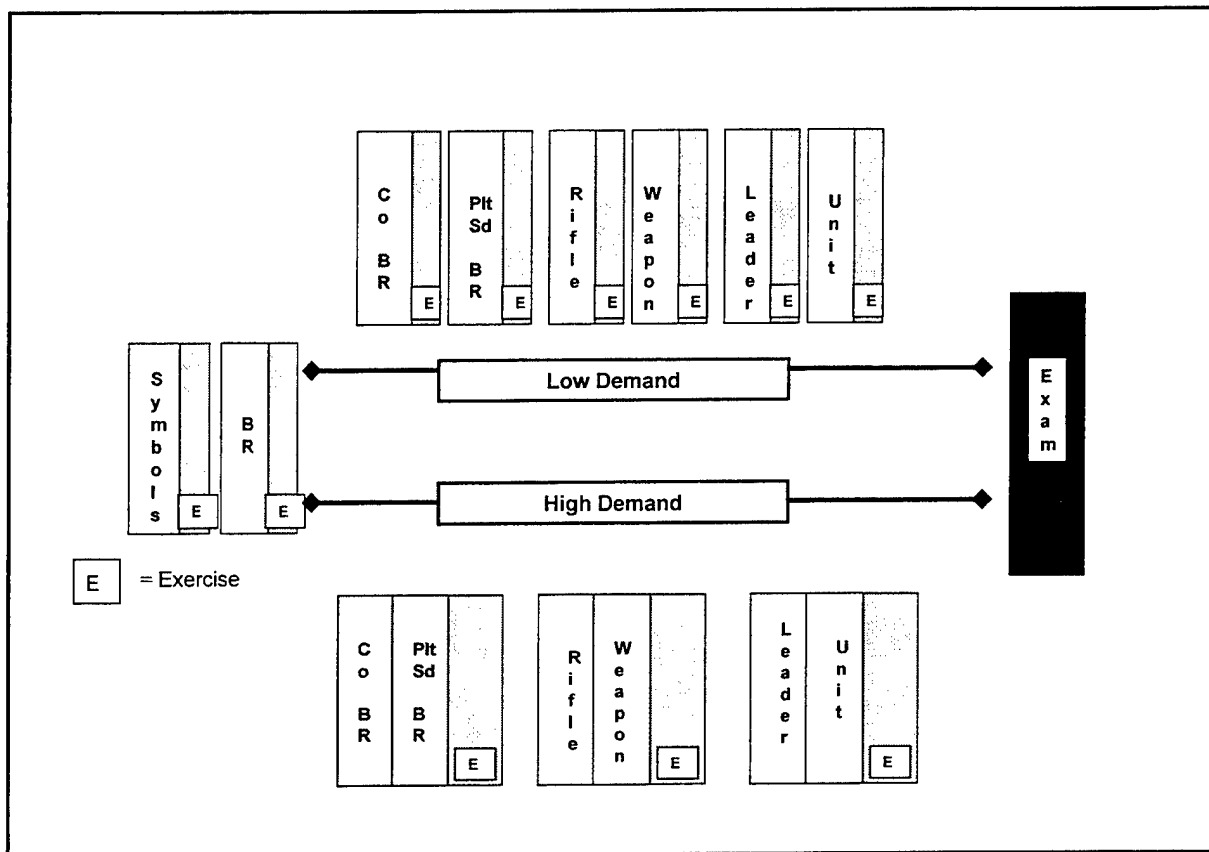 Co BR
E
Plt Sd BR
E
Rifle
E
Weapon
E
Leader
E
Unit
E
Symbols
E
BR
E
Low Demand
High Demand
Exam
E = Exercise
Co BR
Plt Sd BR
E
Rifle
Weapon
E
Leader
Unit
E